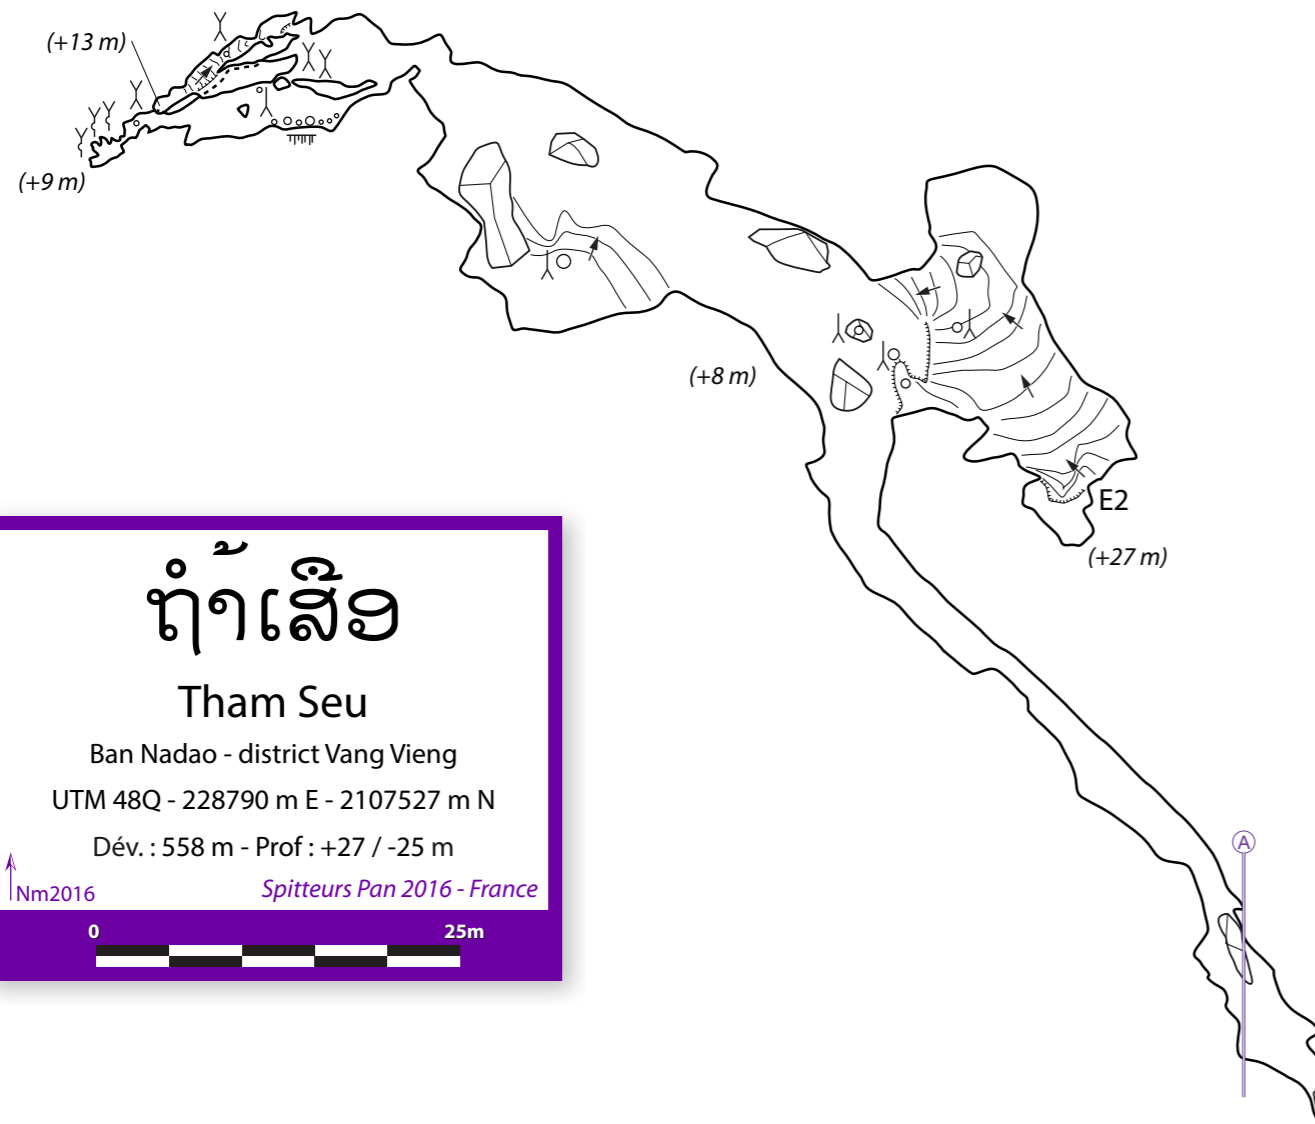 (+13 m)
(+9 m)
(+8 m)
E2
(+27 m)
ຖ້ຳເສືອ
Tham Seu
Ban Nadao - district Vang Vieng
UTM 48Q - 228790 m E - 2107527 m N
Dév. : 558 m - Prof : +27 / -25 m
Nm2016
Spitteurs Pan 2016 - France
0 25m
A